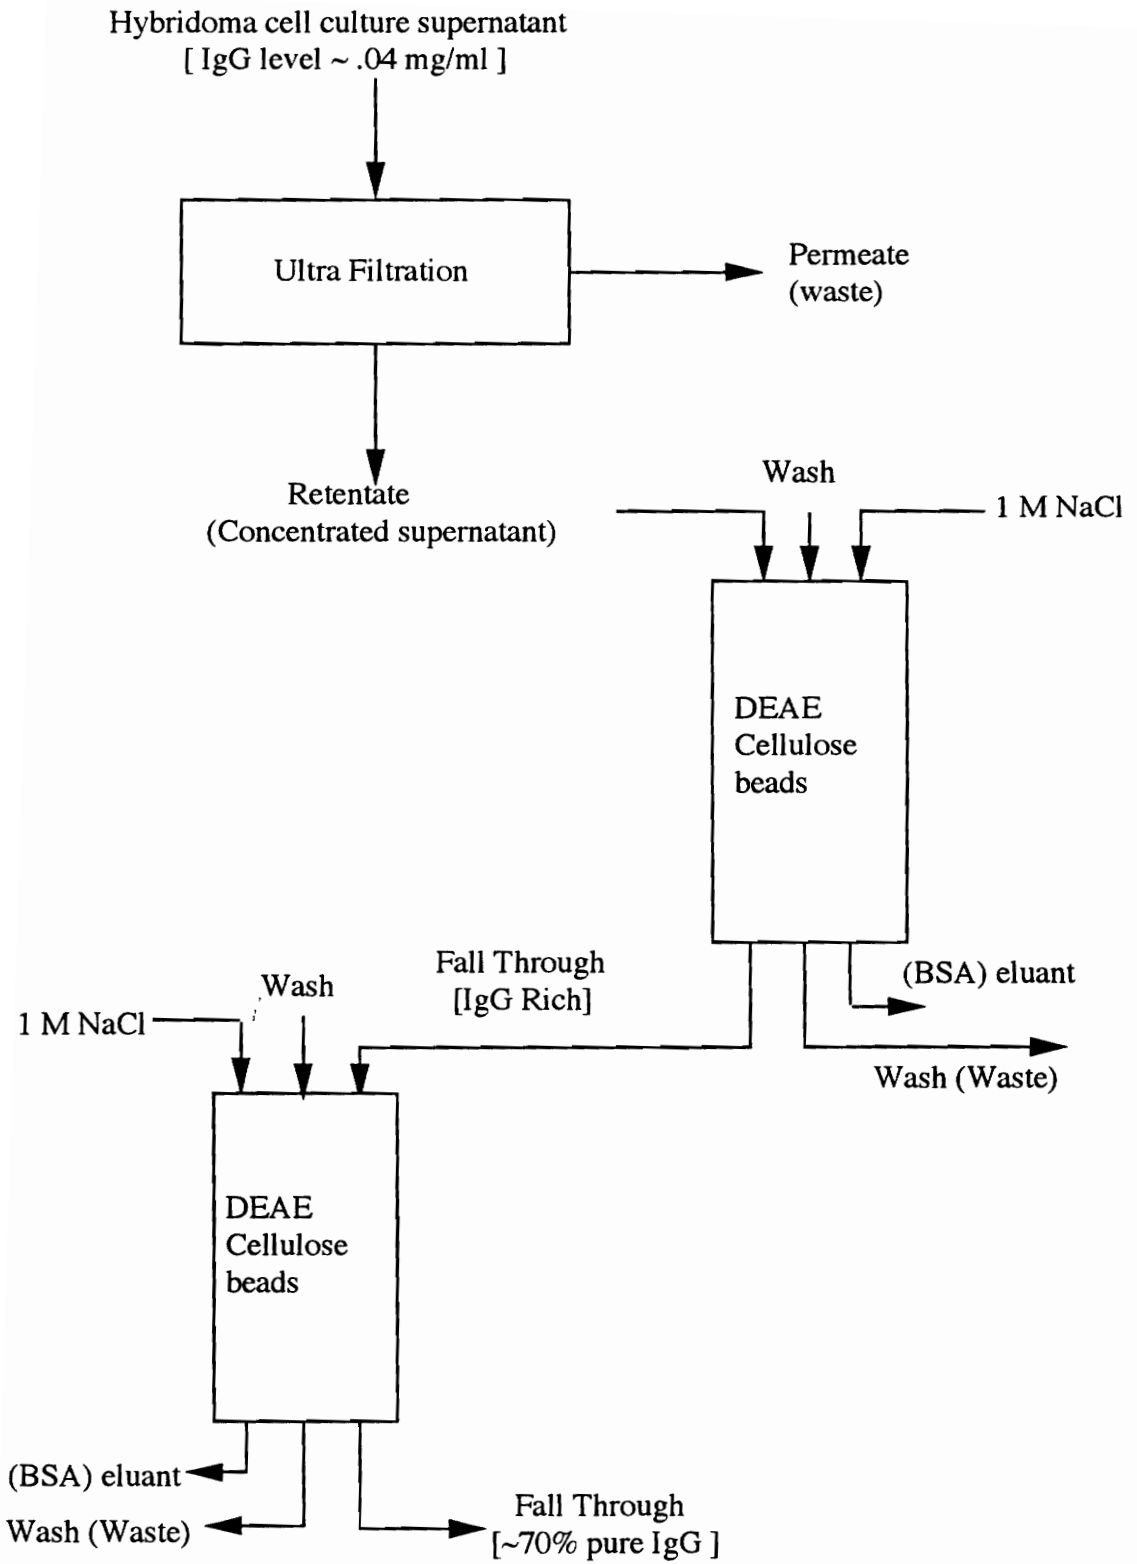 Hybridoma cell culture supernatant
[ IgG level ~ .04 mg/ml ]
Ultra Filtration
Permeate
(waste)
Retentate
(Concentrated supernatant)
Wash
1 M NaCl
DEAE
Cellulose
beads
Fall Through
[IgG Rich]
(BSA) eluant
Wash (Waste)
Wash
1 M NaCl
DEAE
Cellulose
beads
(BSA) eluant
Wash (Waste)
Fall Through
[~70% pure IgG ]